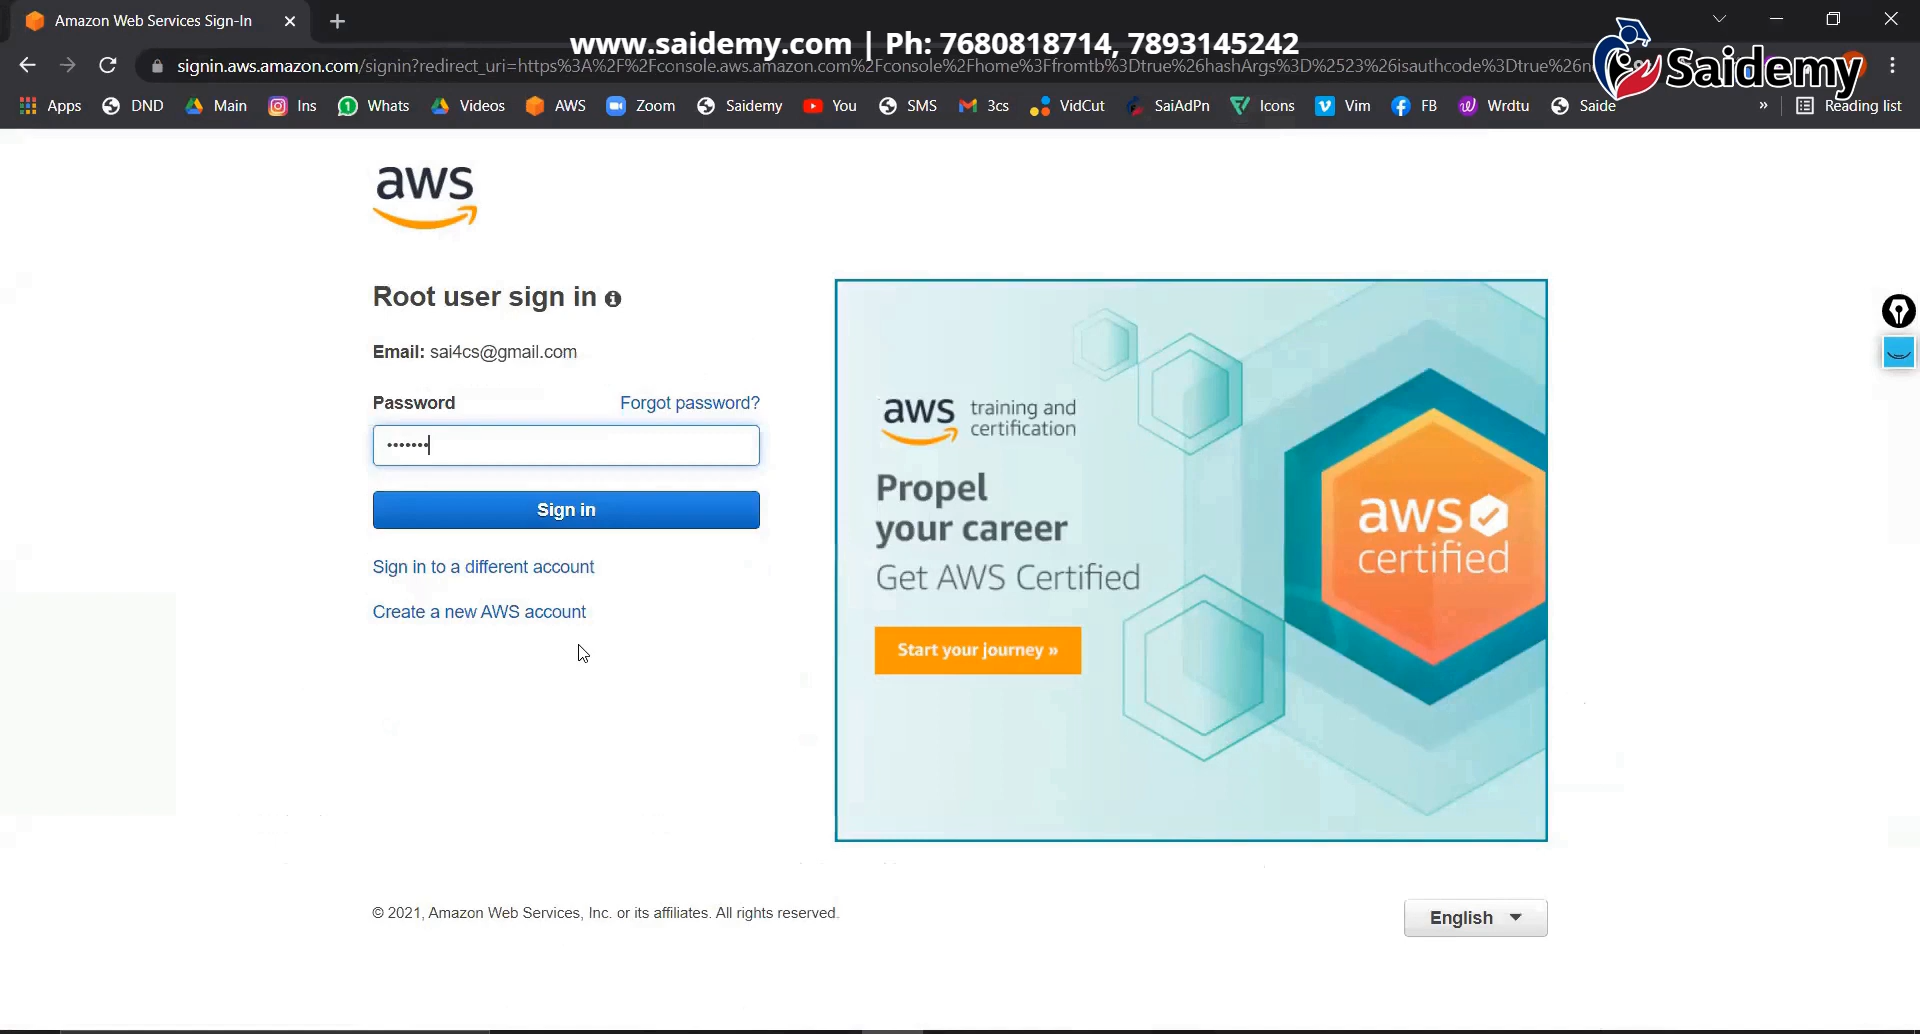 Amazon Web Services Sign-In
www.saidemy.com | Ph: 7680818714, 7893145242
Saidemy
signin.aws.amazon.com/signin?redirect_uri=https%3A%2F%2Fconsole.aws.amazon.com%2Fconsole%2Fhome%3Ffromtb%3Dtrue%26hashArgs%3D%2523%26isauthcode%3Dtrue%26n
Apps DND Main Ins Whats Videos AWS Zoom Saidemy You SMS 3cs VidCut SaiAdPn Icons Vim FB Wrdtu Saide » Reading list
aws
Root user sign in
Email: sai4cs@gmail.com
Password Forgot password?
•••••••
Sign in
Sign in to a different account
Create a new AWS account
aws training and
certification
Propel
your career
Get AWS Certified
Start your journey »
aws
certified
© 2021, Amazon Web Services, Inc. or its affiliates. All rights reserved.
English